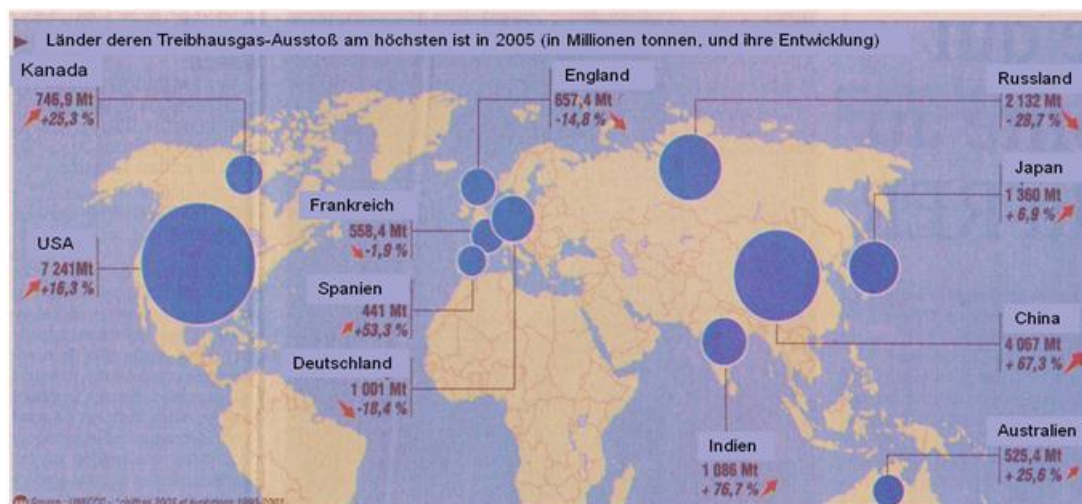 Länder deren Treibhausgas-Ausstoß am höchsten ist in 2005 (in Millionen tonnen, und ihre Entwicklung)
Kanada
746,9 Mt
+25,3 %
England
657,4 Mt
-14,8 %
Russland
2 132 Mt
- 28,7 %
Japan
1 360 Mt
+ 6,9 %
Frankreich
558,4 Mt
-1,9 %
USA
7 241Mt
+16,3 %
Spanien
441 Mt
+53,3 %
China
4 067 Mt
+ 67,3 %
Deutschland
1 001 Mt
-18,4 %
Indien
1 086 Mt
+ 76,7 %
Australien
525,4 Mt
+ 25,6 %
Source : UNFCCC -